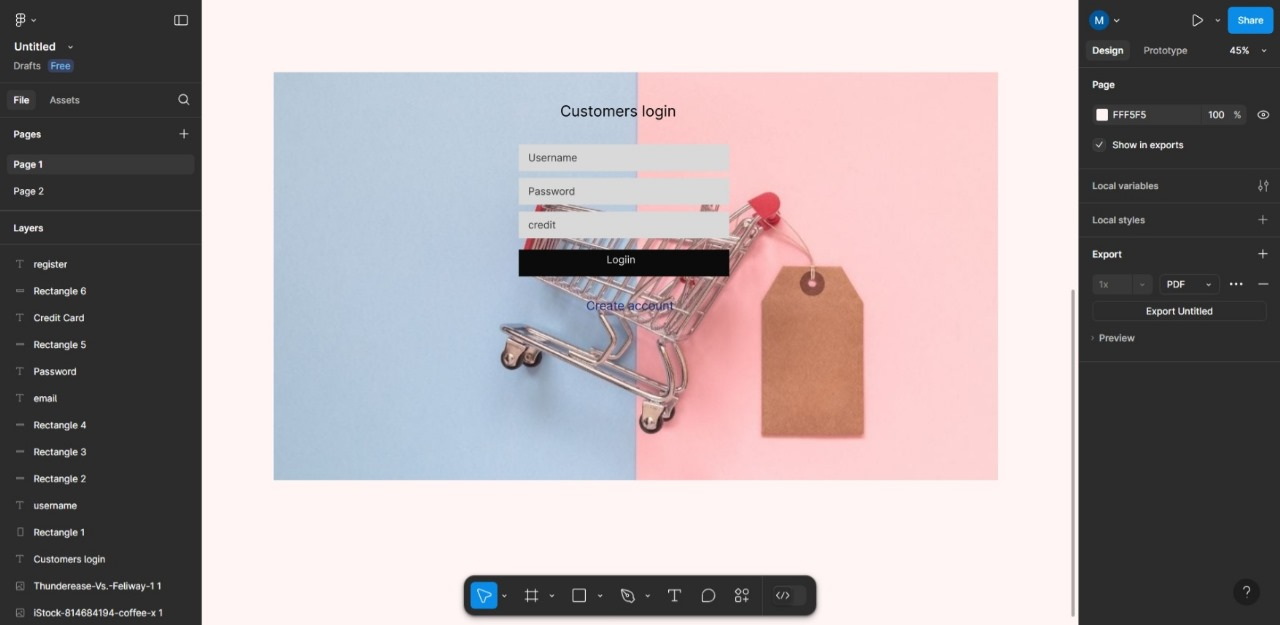 Untitled
Drafts Free
File Assets
Pages
Page 1
Page 2
Layers
register
Rectangle 6
Credit Card
Rectangle 5
Password
email
Rectangle 4
Rectangle 3
Rectangle 2
username
Rectangle 1
Customers login
Thunderease-Vs.-Feliway-1 1
iStock-814684194-coffee-x 1
Customers login
Username
Password
credit
Logiin
Create account
M
Share
Design Prototype 45%
Page
FFF5F5 100 %
Show in exports
Local variables
Local styles
Export
1x PDF
Export Untitled
Preview
?